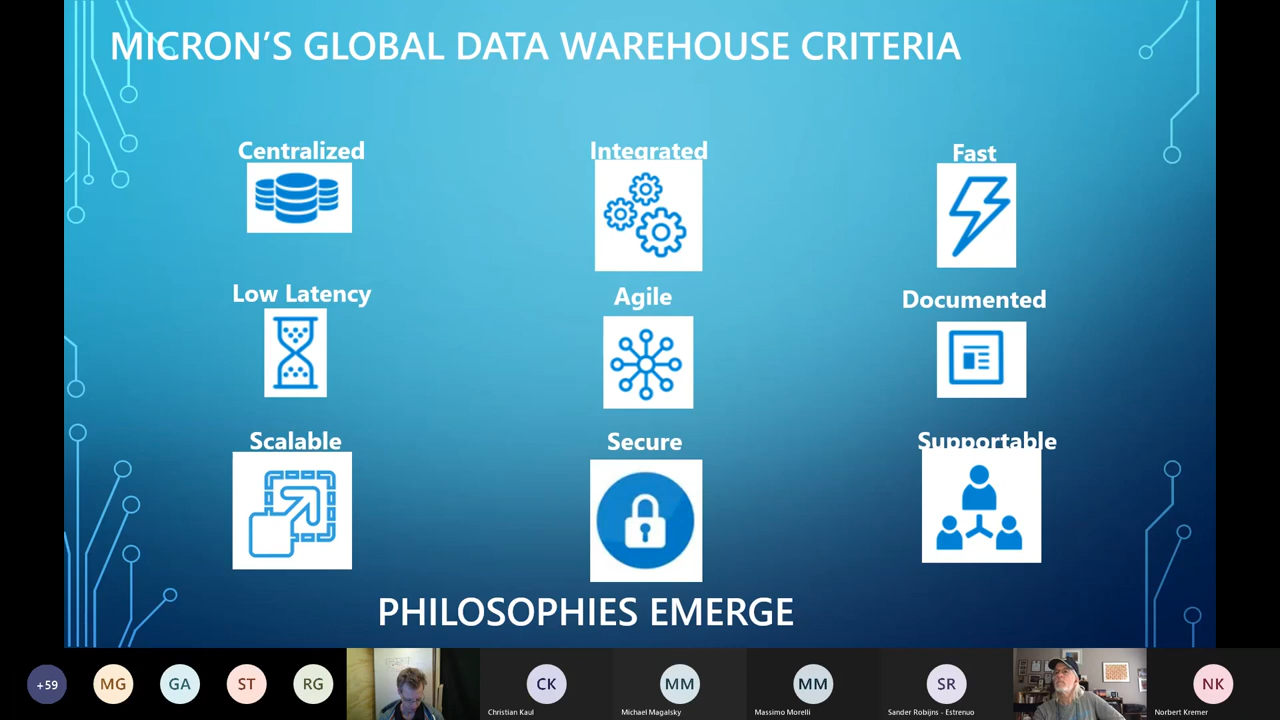 MICRON'S GLOBAL DATA WAREHOUSE CRITERIA
Centralized
Integrated
Fast
Low Latency
Agile
Documented
Scalable
Secure
Supportable
PHILOSOPHIES EMERGE
+59
MG
GA
ST
RG
CK
MM
MM
SR
NK
Christian Kaul
Michael Magalsky
Massimo Morelli
Sander Robijns - Estrenuo
Norbert Kremer